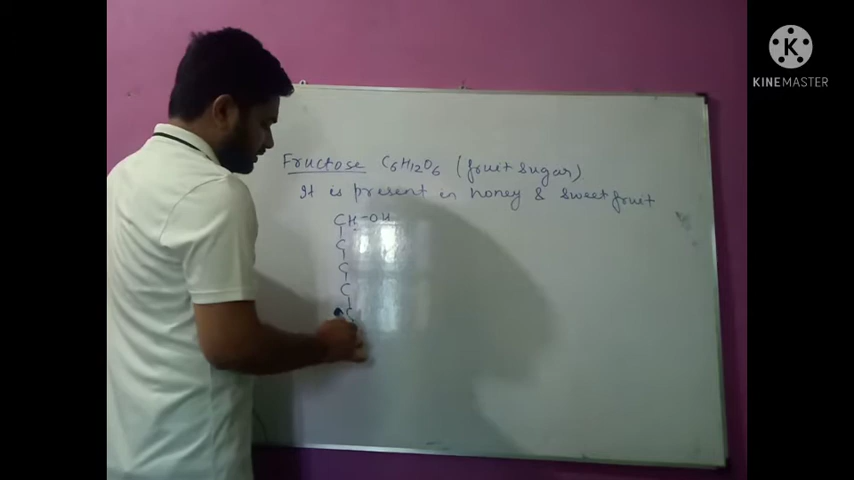 Fructose C6H12O6 (fruit sugar)
It is present in honey & sweet fruit
CH-OH
C
C
C
C
KINEMASTER